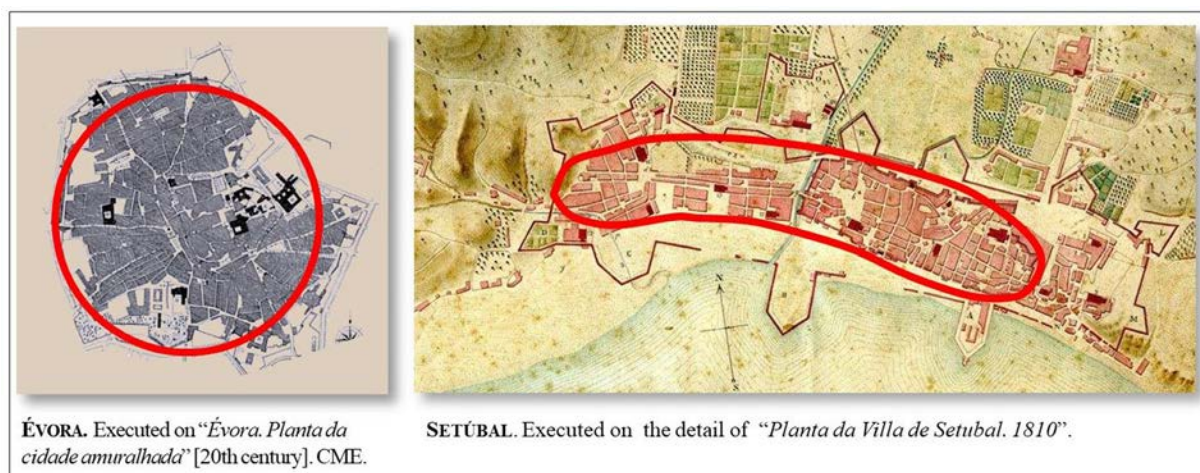 N
S
A
M
ÉVORA. Executed on “Évora. Planta da
cidade amuralhada” [20th century]. CME.
SETÚBAL. Executed on the detail of “Planta da Villa de Setubal. 1810”.